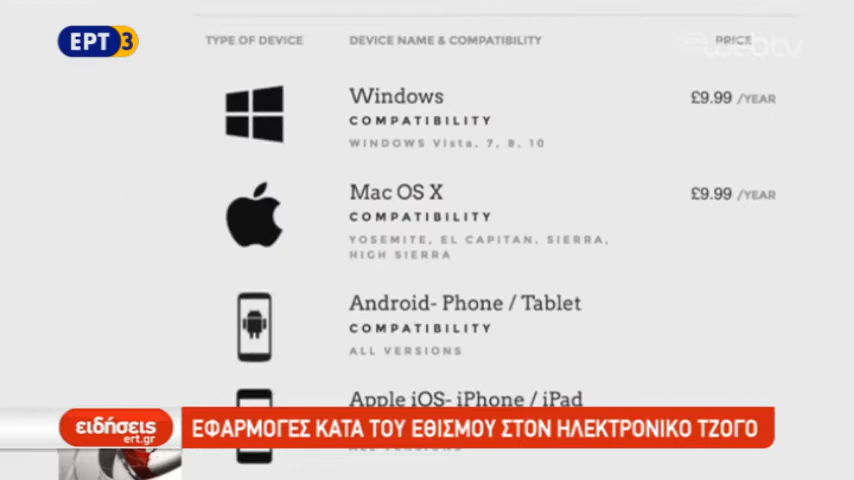 ΕΡΤ3
webtv
TYPE OF DEVICE DEVICE NAME & COMPATIBILITY PRICE
Windows £9.99 /YEAR
COMPATIBILITY
WINDOWS Vista, 7, 8, 10
Mac OS X £9.99 /YEAR
COMPATIBILITY
YOSEMITE, EL CAPITAN, SIERRA,
HIGH SIERRA
Android- Phone / Tablet
COMPATIBILITY
ALL VERSIONS
Apple iOS- iPhone / iPad
ειδήσεις
ert.gr
ΕΦΑΡΜΟΓΕΣ ΚΑΤΑ ΤΟΥ ΕΘΙΣΜΟΥ ΣΤΟΝ ΗΛΕΚΤΡΟΝΙΚΟ ΤΖΟΓΟ